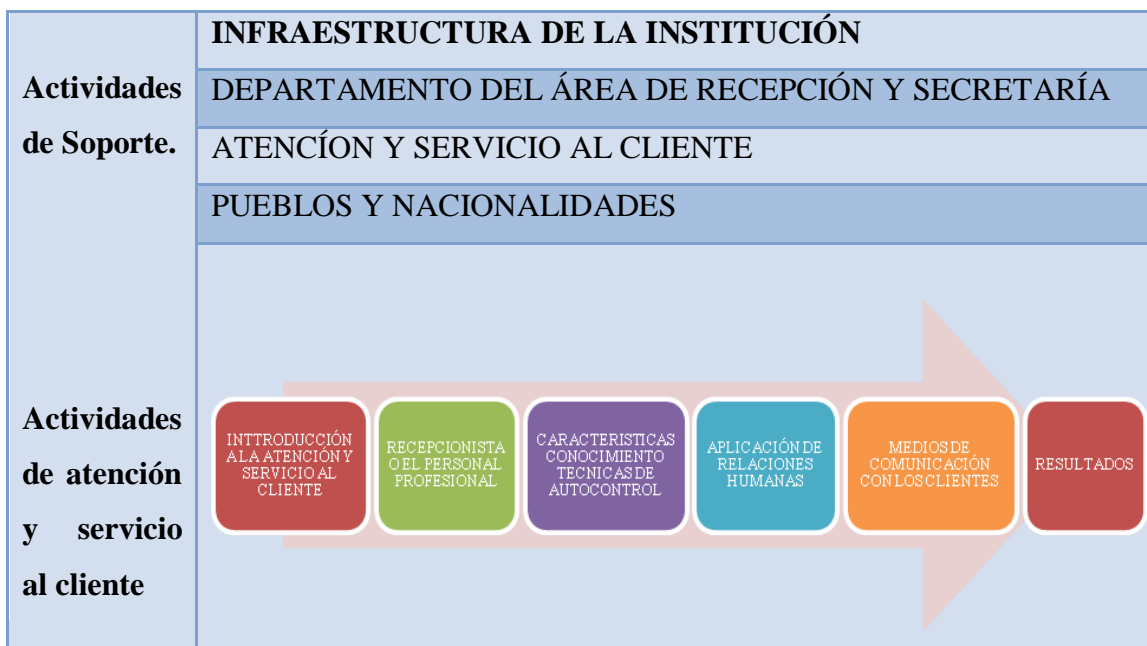 INFRAESTRUCTURA DE LA INSTITUCIÓN
Actividades
de Soporte.
DEPARTAMENTO DEL ÁREA DE RECEPCIÓN Y SECRETARÍA
ATENCÍON Y SERVICIO AL CLIENTE
PUEBLOS Y NACIONALIDADES
Actividades
de atención
y servicio
al cliente
INTTRODUCCIÓN
A LA ATENCIÓN Y
SERVICIO AL
CLIENTE
RECEPCIONISTA
O EL PERSONAL
PROFESIONAL
CARACTERISTICAS
CONOCIMIENTO
TECNICAS DE
AUTOCONTROL
APLICACIÓN DE
RELACIONES
HUMANAS
MEDIOS DE
COMUNICACIÓN
CON LOS CLIENTES
RESULTADOS